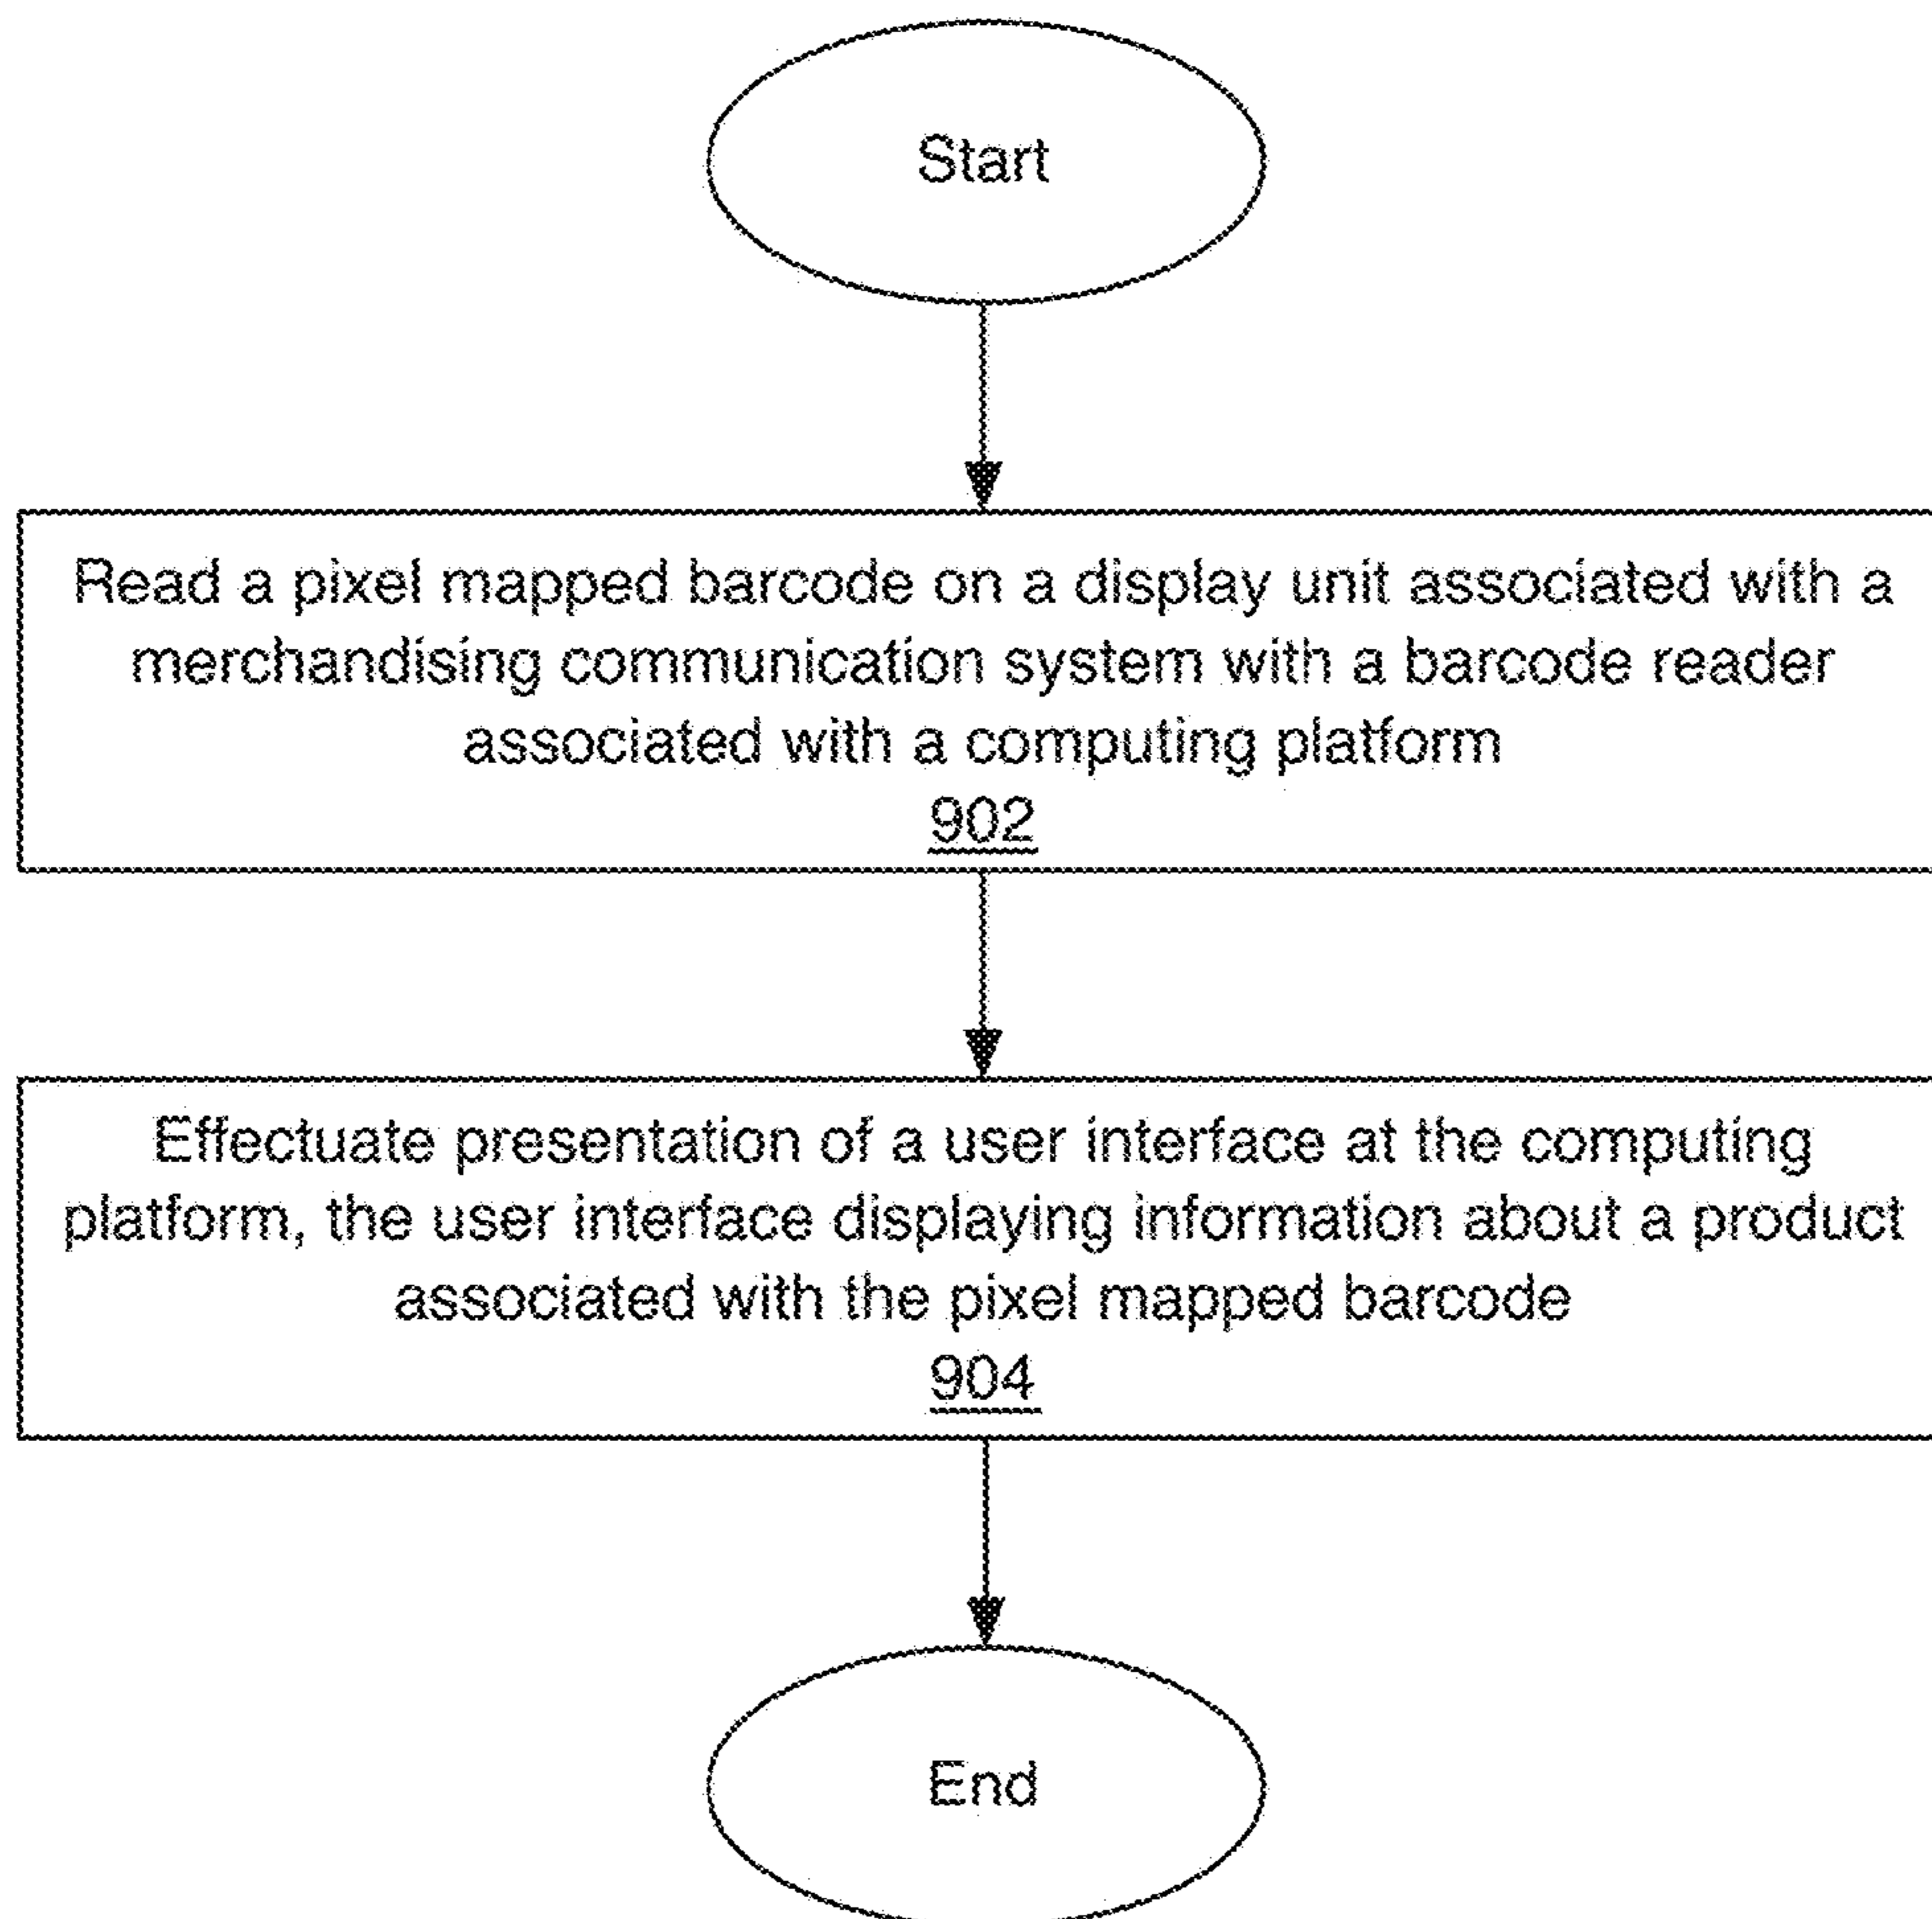 Start
Read a pixel mapped barcode on a display unit associated with a
merchandising communication system with a barcode reader
associated with a computing platform
902
Effectuate presentation of a user interface at the computing
platform, the user interface displaying information about a product
associated with the pixel mapped barcode
904
End